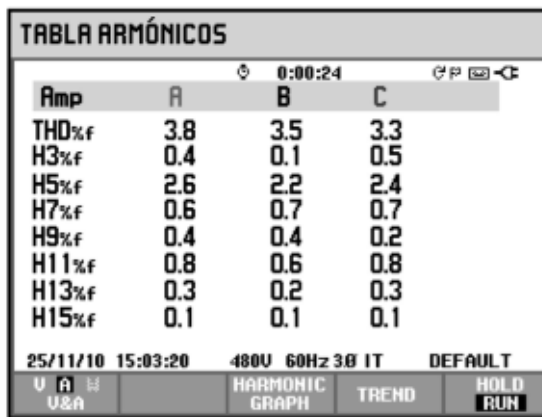 TABLA ARMÓNICOS
0:00:24
Amp A B C
THD%f 3.8 3.5 3.3
H3%f 0.4 0.1 0.5
H5%f 2.6 2.2 2.4
H7%f 0.6 0.7 0.7
H9%f 0.4 0.4 0.2
H11%f 0.8 0.6 0.8
H13%f 0.3 0.2 0.3
H15%f 0.1 0.1 0.1
25/11/10 15:03:20 480V 60Hz 3Ø IT DEFAULT
V A HARMONIC TREND HOLD
V&A GRAPH RUN